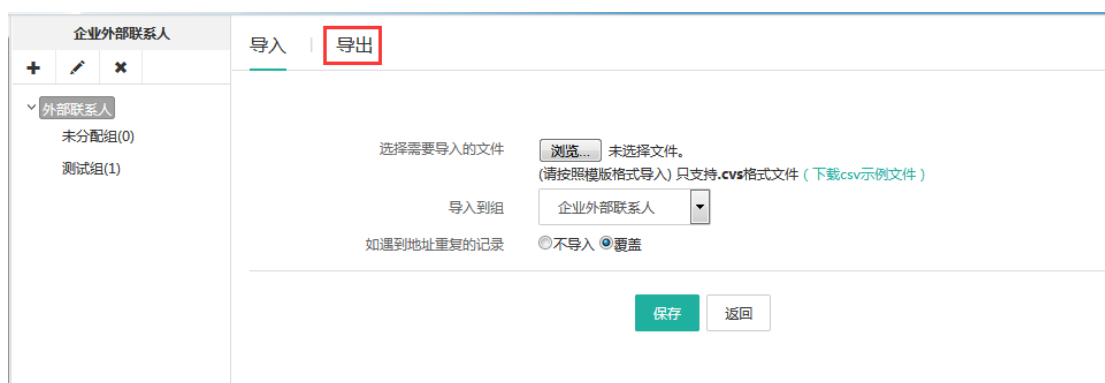 企业外部联系人
外部联系人
未分配组(0)
测试组(1)
导入 | 导出
选择需要导入的文件 浏览... 未选择文件。
(请按照模版格式导入) 只支持.cvs格式文件 ( 下载csv示例文件 )
导入到组 企业外部联系人
如遇到地址重复的记录 不导入 覆盖
保存 返回